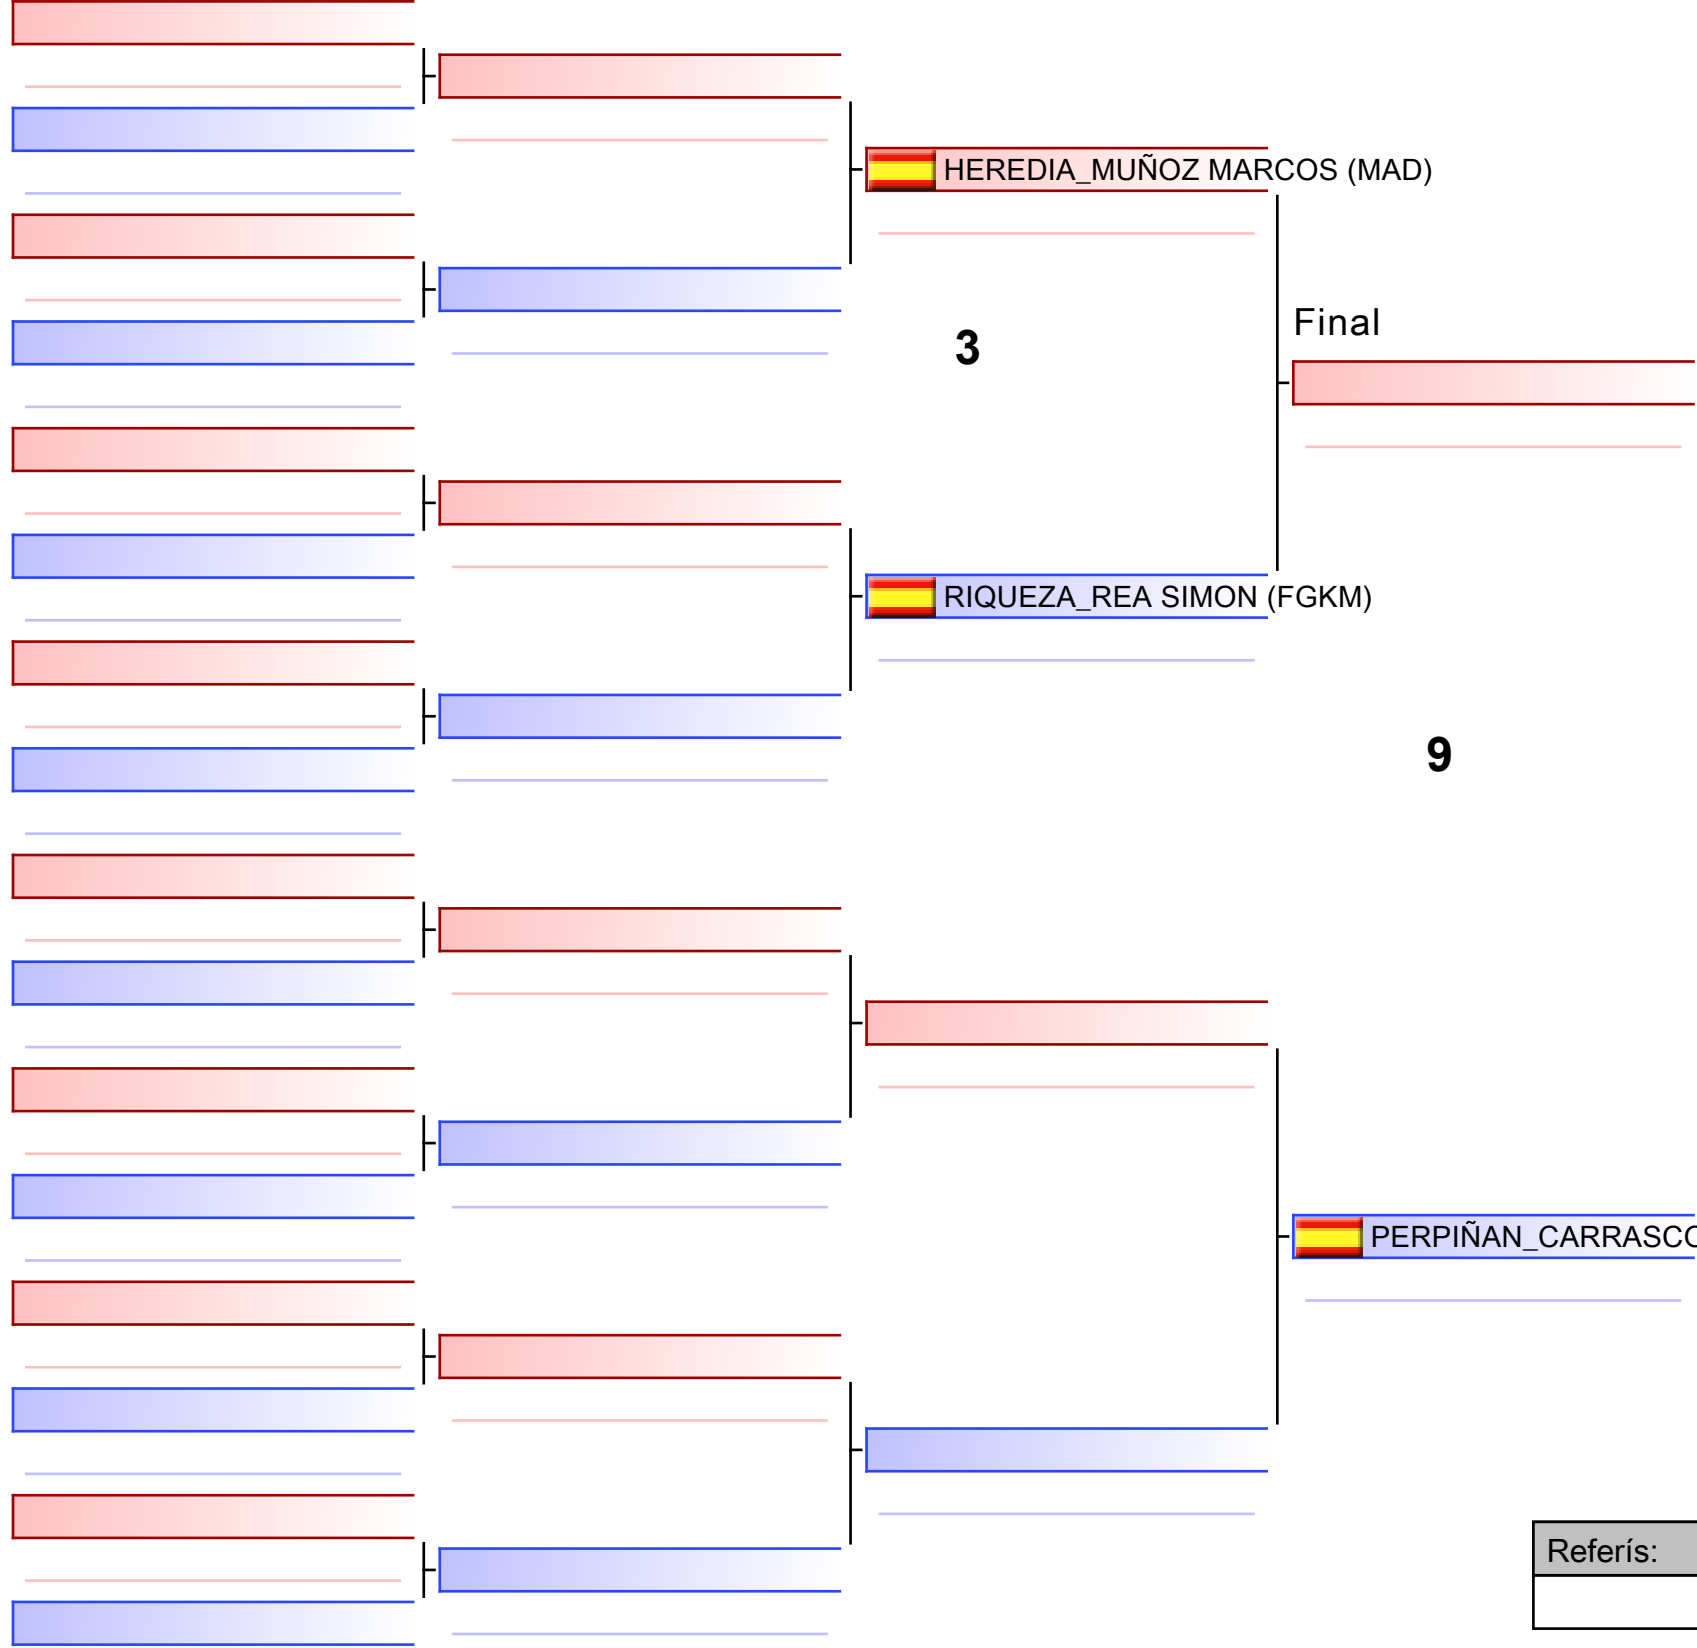 HEREDIA_MUÑOZ MARCOS (MAD)
Final
3
RIQUEZA_REA SIMON (FGKM)
9
PERPIÑAN_CARRASCO
Referís: